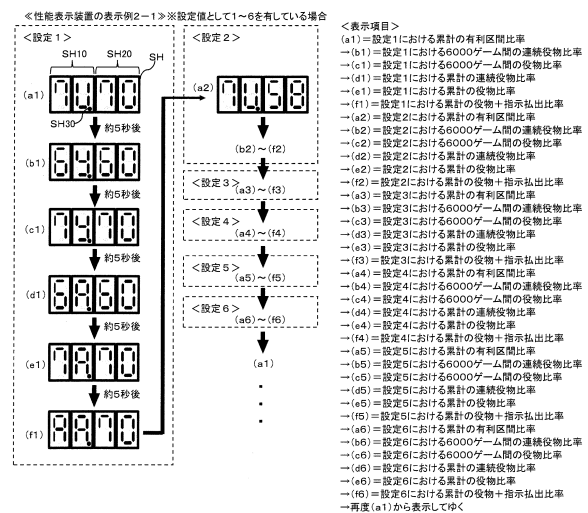 ≪性能表示装置の表示例2-1≫※設定値として1~6を有している場合
<設定1>
SH10
SH20
SH
(a1)
7U.70
SH30
約5秒後
(b1)
6y.60
約5秒後
(c1)
7y.70
約5秒後
(d1)
6A.60
約5秒後
(e1)
7A.70
約5秒後
(f1)
AA.70
<設定2>
(a2)
7U.58
(b2)~(f2)
<設定3>
(a3)~(f3)
<設定4>
(a4)~(f4)
<設定5>
(a5)~(f5)
<設定6>
(a6)~(f6)
(a1)
<表示項目>
(a1)=設定1における累計の有利区間比率
→(b1)=設定1における6000ゲーム間の連続役物比率
→(c1)=設定1における6000ゲーム間の役物比率
→(d1)=設定1における累計の連続役物比率
→(e1)=設定1における累計の役物比率
→(f1)=設定1における累計の役物+指示払出比率
→(a2)=設定2における累計の有利区間比率
→(b2)=設定2における6000ゲーム間の連続役物比率
→(c2)=設定2における6000ゲーム間の役物比率
→(d2)=設定2における累計の連続役物比率
→(e2)=設定2における累計の役物比率
→(f2)=設定2における累計の役物+指示払出比率
→(a3)=設定3における累計の有利区間比率
→(b3)=設定3における6000ゲーム間の連続役物比率
→(c3)=設定3における6000ゲーム間の役物比率
→(d3)=設定3における累計の連続役物比率
→(e3)=設定3における累計の役物比率
→(f3)=設定3における累計の役物+指示払出比率
→(a4)=設定4における累計の有利区間比率
→(b4)=設定4における6000ゲーム間の連続役物比率
→(c4)=設定4における6000ゲーム間の役物比率
→(d4)=設定4における累計の連続役物比率
→(e4)=設定4における累計の役物比率
→(f4)=設定4における累計の役物+指示払出比率
→(a5)=設定5における累計の有利区間比率
→(b5)=設定5における6000ゲーム間の連続役物比率
→(c5)=設定5における6000ゲーム間の役物比率
→(d5)=設定5における累計の連続役物比率
→(e5)=設定5における累計の役物比率
→(f5)=設定5における累計の役物+指示払出比率
→(a6)=設定6における累計の有利区間比率
→(b6)=設定6における6000ゲーム間の連続役物比率
→(c6)=設定6における6000ゲーム間の役物比率
→(d6)=設定6における累計の連続役物比率
→(e6)=設定6における累計の役物比率
→(f6)=設定6における累計の役物+指示払出比率
→再度(a1)から表示してゆく